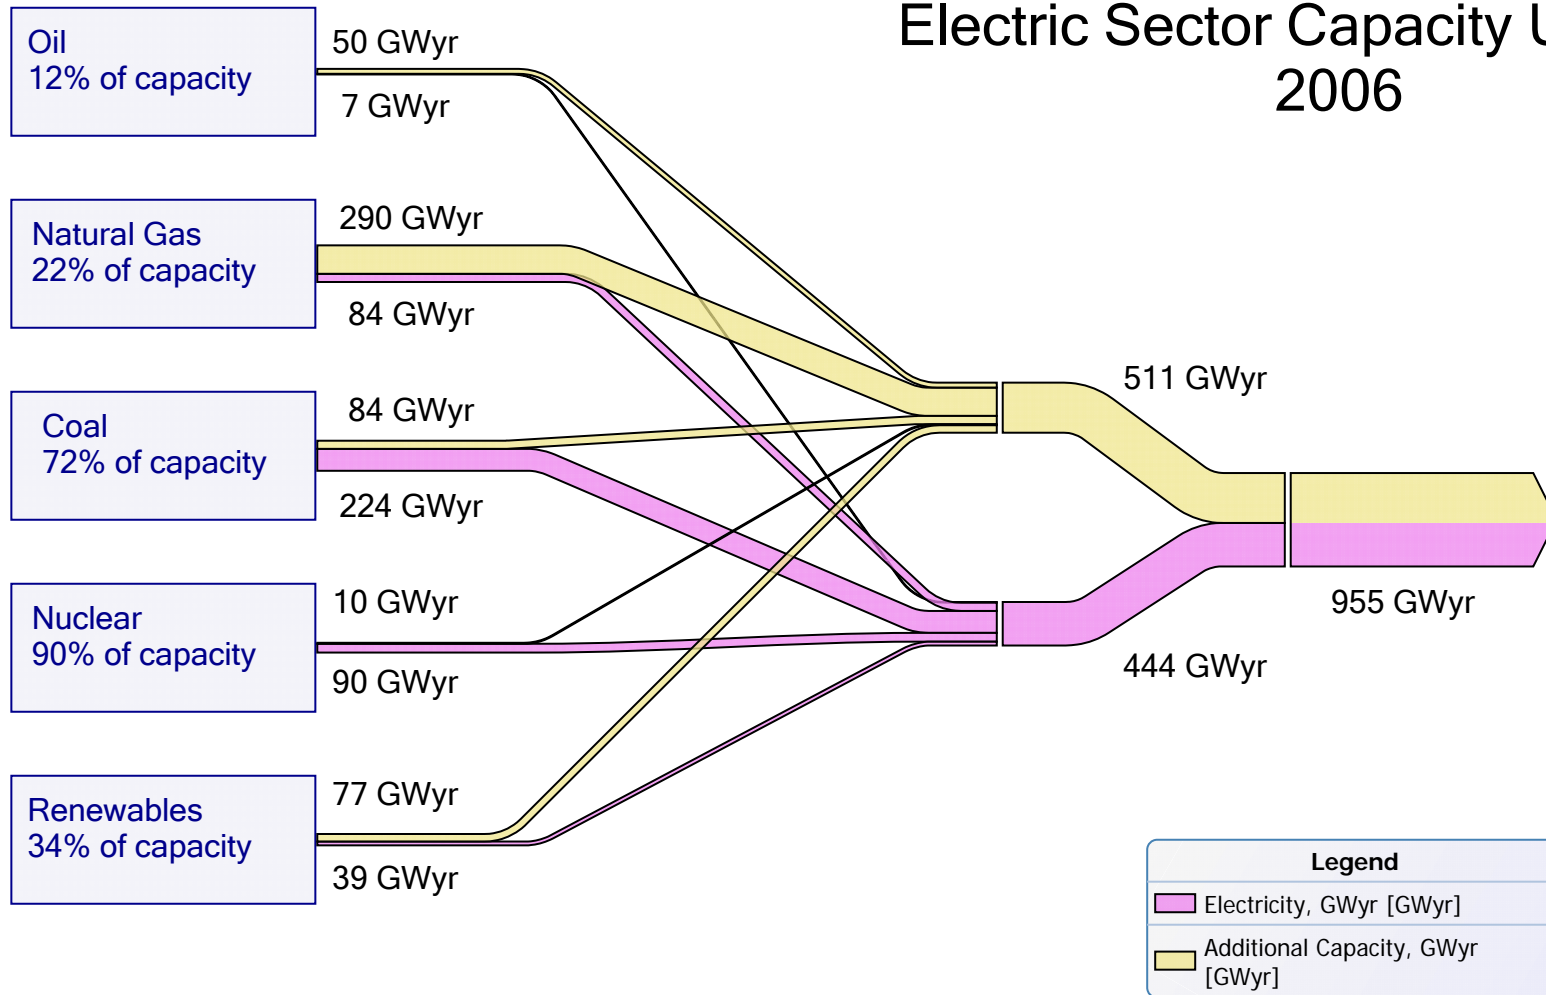 Electric Sector Capacity U
2006
Oil
12% of capacity
50 GWyr
7 GWyr
Natural Gas
22% of capacity
290 GWyr
84 GWyr
Coal
72% of capacity
84 GWyr
224 GWyr
Nuclear
90% of capacity
10 GWyr
90 GWyr
Renewables
34% of capacity
77 GWyr
39 GWyr
511 GWyr
444 GWyr
955 GWyr
Legend
Electricity, GWyr [GWyr]
Additional Capacity, GWyr
[GWyr]